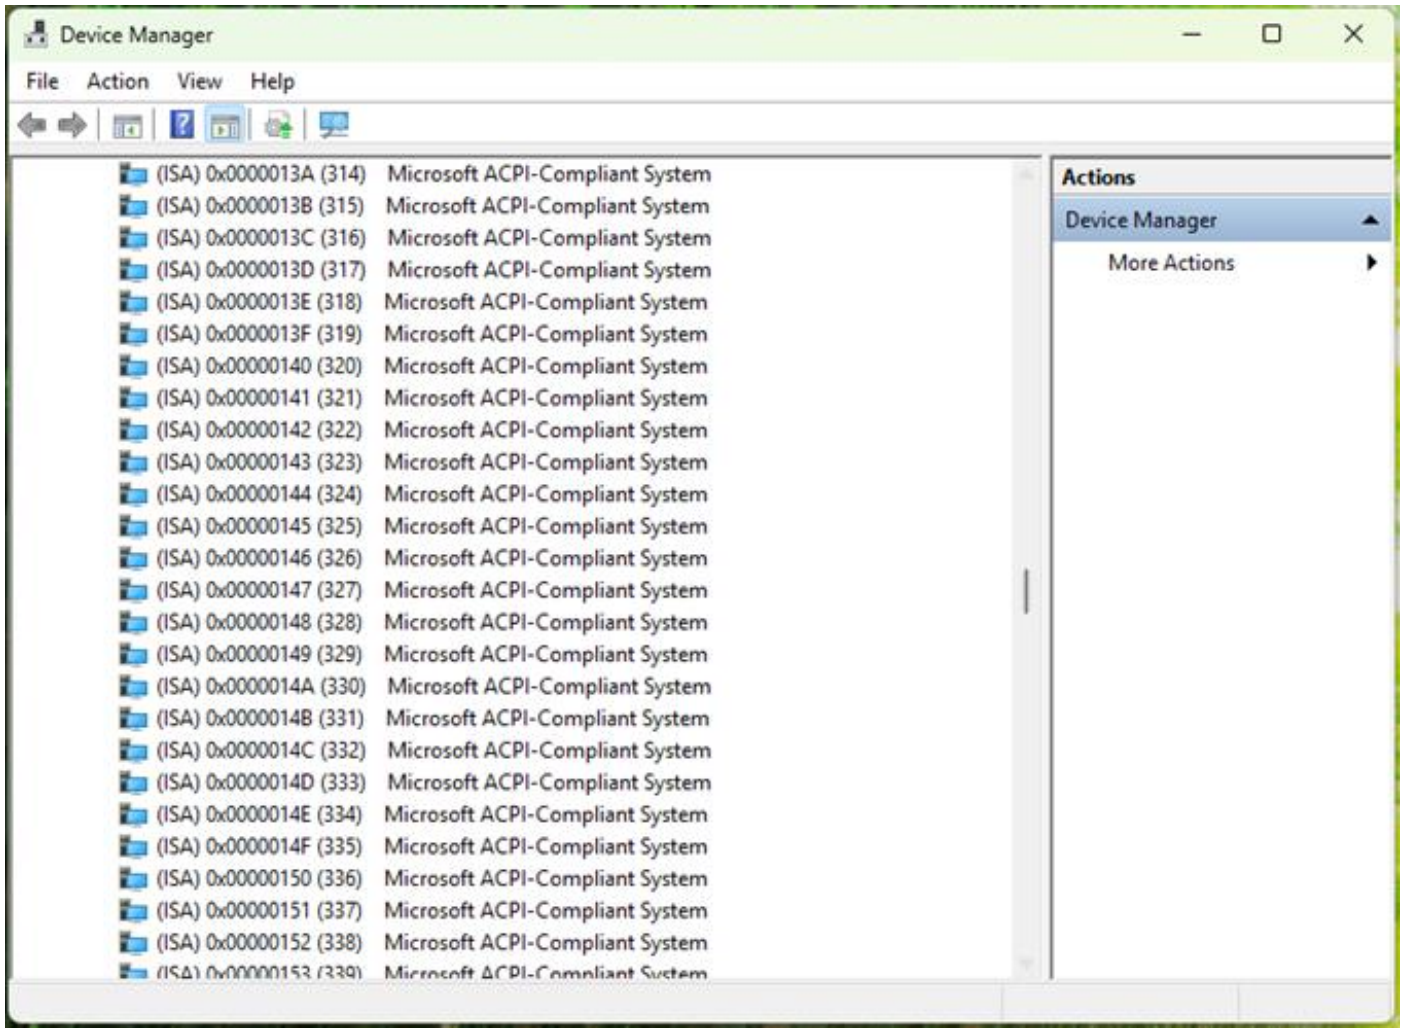 Device Manager
File Action View Help
(ISA) 0x0000013A (314) Microsoft ACPI-Compliant System
(ISA) 0x0000013B (315) Microsoft ACPI-Compliant System
(ISA) 0x0000013C (316) Microsoft ACPI-Compliant System
(ISA) 0x0000013D (317) Microsoft ACPI-Compliant System
(ISA) 0x0000013E (318) Microsoft ACPI-Compliant System
(ISA) 0x0000013F (319) Microsoft ACPI-Compliant System
(ISA) 0x00000140 (320) Microsoft ACPI-Compliant System
(ISA) 0x00000141 (321) Microsoft ACPI-Compliant System
(ISA) 0x00000142 (322) Microsoft ACPI-Compliant System
(ISA) 0x00000143 (323) Microsoft ACPI-Compliant System
(ISA) 0x00000144 (324) Microsoft ACPI-Compliant System
(ISA) 0x00000145 (325) Microsoft ACPI-Compliant System
(ISA) 0x00000146 (326) Microsoft ACPI-Compliant System
(ISA) 0x00000147 (327) Microsoft ACPI-Compliant System
(ISA) 0x00000148 (328) Microsoft ACPI-Compliant System
(ISA) 0x00000149 (329) Microsoft ACPI-Compliant System
(ISA) 0x0000014A (330) Microsoft ACPI-Compliant System
(ISA) 0x0000014B (331) Microsoft ACPI-Compliant System
(ISA) 0x0000014C (332) Microsoft ACPI-Compliant System
(ISA) 0x0000014D (333) Microsoft ACPI-Compliant System
(ISA) 0x0000014E (334) Microsoft ACPI-Compliant System
(ISA) 0x0000014F (335) Microsoft ACPI-Compliant System
(ISA) 0x00000150 (336) Microsoft ACPI-Compliant System
(ISA) 0x00000151 (337) Microsoft ACPI-Compliant System
(ISA) 0x00000152 (338) Microsoft ACPI-Compliant System
(ISA) 0x00000153 (339) Microsoft ACPI-Compliant System
Actions
Device Manager
More Actions